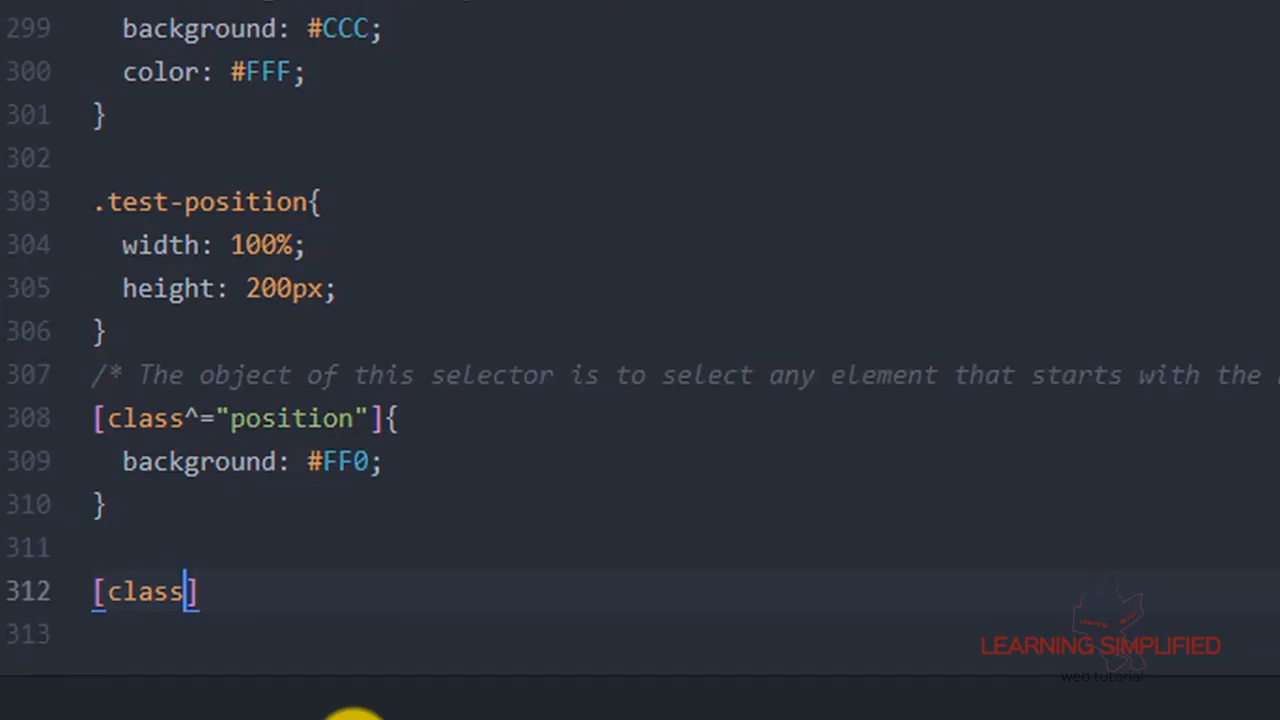 299 background: #CCC;
300 color: #FFF;
301 }
302
303 .test-position{
304 width: 100%;
305 height: 200px;
306 }
307 /* The object of this selector is to select any element that starts with the
308 [class^="position"]{
309 background: #FF0;
310 }
311
312 [class]
313
LEARNING SIMPLIFIED
web tutorial